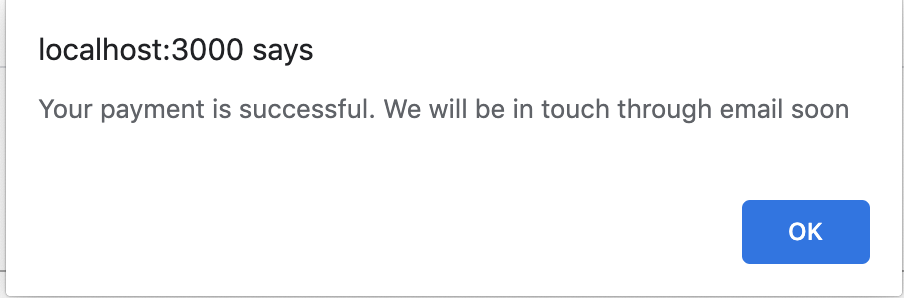 localhost:3000 says
Your payment is successful. We will be in touch through email soon
OK